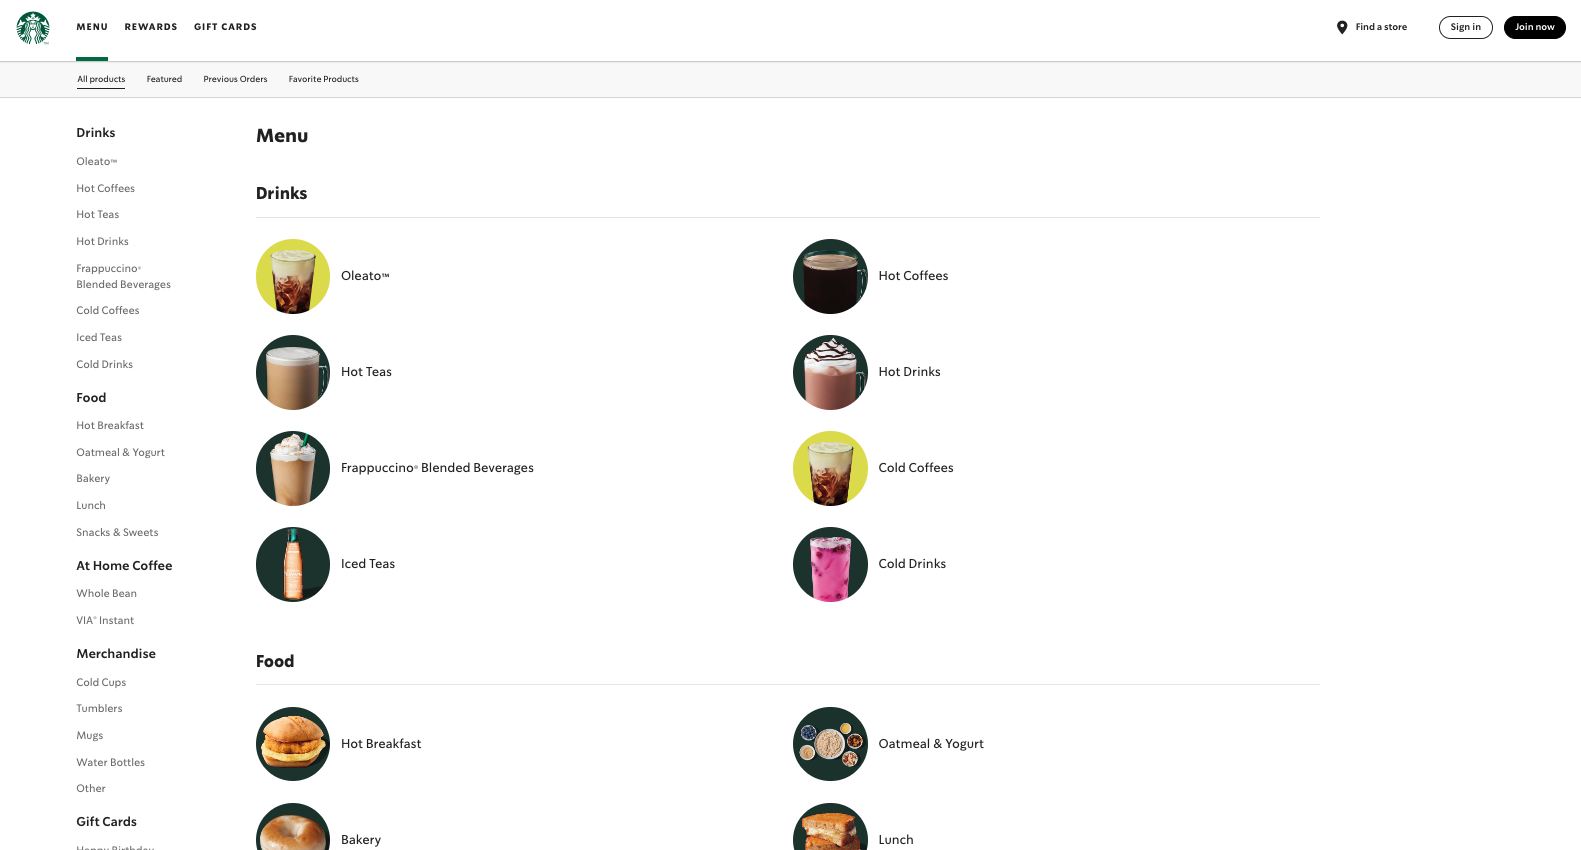 MENU
REWARDS
GIFT CARDS
Find a store
Sign in
Join now
All products
Featured
Previous Orders
Favorite Products
Drinks
Oleato™
Hot Coffees
Hot Teas
Hot Drinks
Frappuccino®
Blended Beverages
Cold Coffees
Iced Teas
Cold Drinks
Food
Hot Breakfast
Oatmeal & Yogurt
Bakery
Lunch
Snacks & Sweets
At Home Coffee
Whole Bean
VIA® Instant
Merchandise
Cold Cups
Tumblers
Mugs
Water Bottles
Other
Gift Cards
Happy Birthday
Menu
Drinks
Oleato™
Hot Coffees
Hot Teas
Hot Drinks
Frappuccino® Blended Beverages
Cold Coffees
Iced Teas
Cold Drinks
Food
Hot Breakfast
Oatmeal & Yogurt
Bakery
Lunch